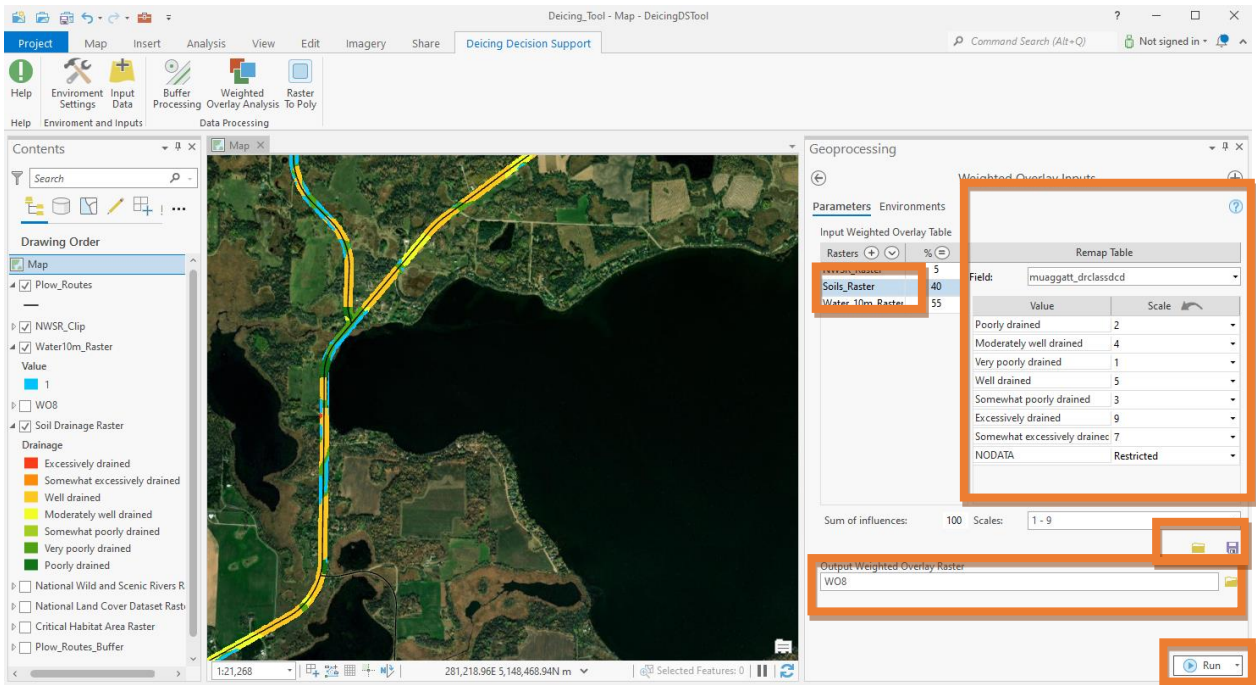 Deicing_Tool - Map - DeicingDSTool
?
Project Map Insert Analysis View Edit Imagery Share Deicing Decision Support
Command Search (Alt+Q)
Not signed in
Help
Enviroment Settings
Input Data
Buffer Processing
Weighted Overlay Analysis
Raster To Poly
Help
Enviroment and Inputs
Data Processing
Contents
Search
Drawing Order
Map
Plow_Routes
NWSR_Clip
Water10m_Raster
Value
1
WO8
Soil Drainage Raster
Drainage
Excessively drained
Somewhat excessively drained
Well drained
Moderately well drained
Somewhat poorly drained
Very poorly drained
Poorly drained
National Wild and Scenic Rivers R
National Land Cover Dataset Rast
Critical Habitat Area Raster
Plow_Routes_Buffer
Map
1:21,268
281,218.96E 5,148,468.94N m
Selected Features: 0
Geoprocessing
Weighted Overlay Inputs
Parameters Environments
Input Weighted Overlay Table
Rasters %
NWSR_Raster 5
Soils_Raster 40
Water_10m_Raster 55
Remap Table
Field: muaggatt_drclassdcd
Value Scale
Poorly drained 2
Moderately well drained 4
Very poorly drained 1
Well drained 5
Somewhat poorly drained 3
Excessively drained 9
Somewhat excessively drained 7
NODATA Restricted
Sum of influences: 100 Scales: 1 - 9
Output Weighted Overlay Raster
WO8
Run